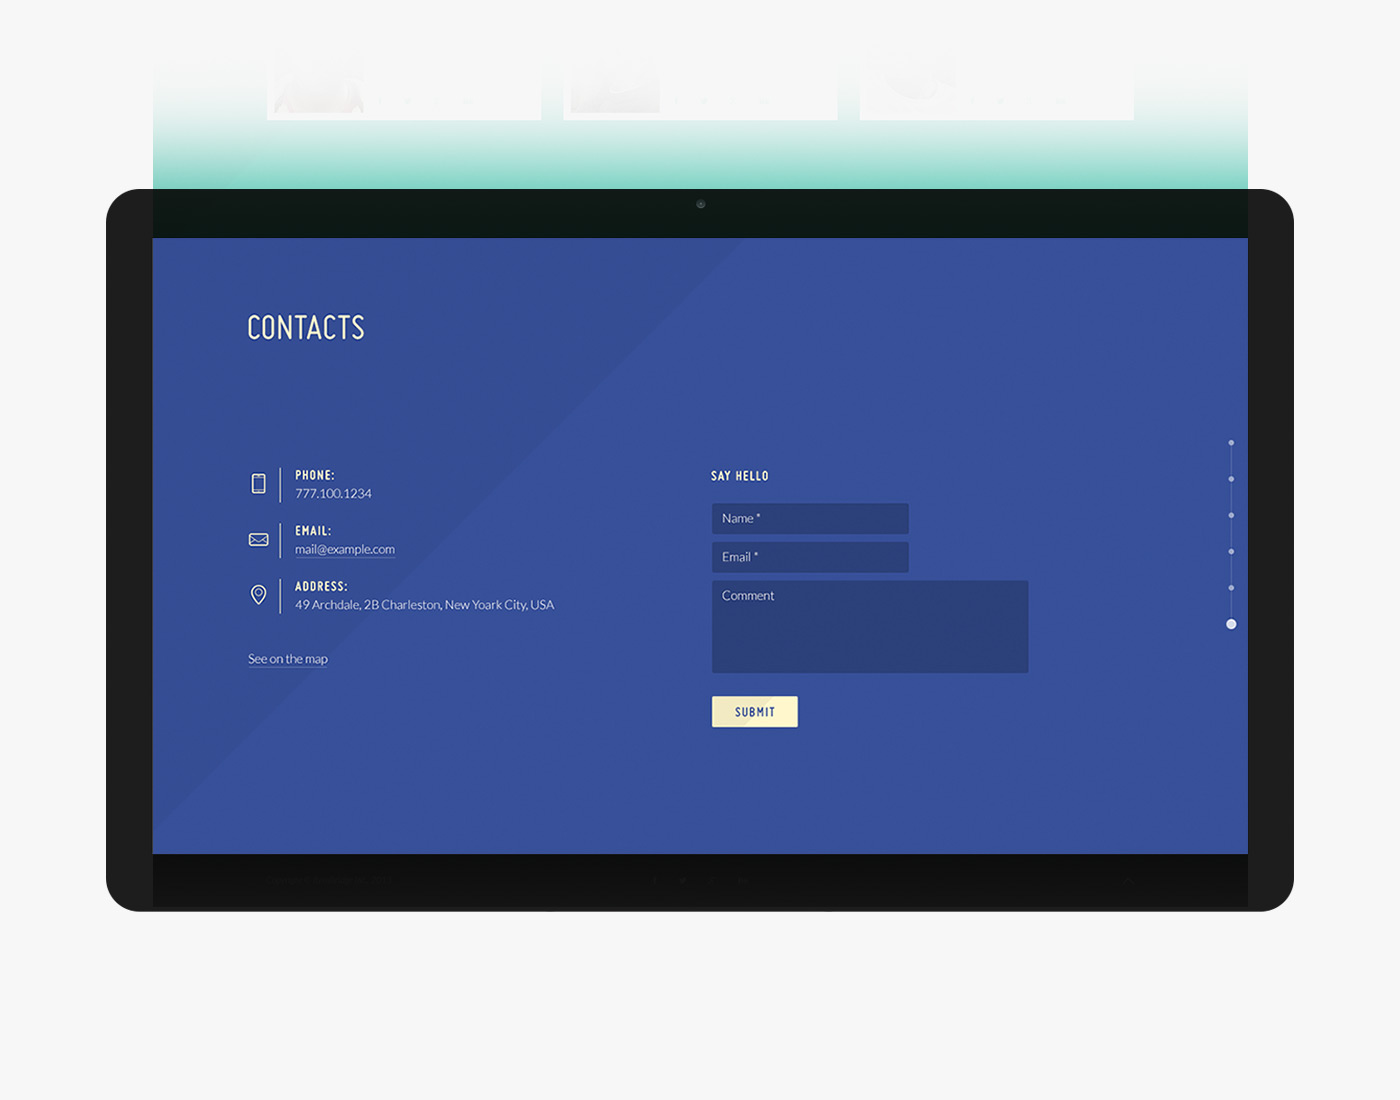 CONTACTS
PHONE:
777.100.1234
EMAIL:
mail@example.com
ADDRESS:
49 Archdale, 2B Charleston, New Yoark City, USA
See on the map
SAY HELLO
Name *
Email *
Comment
SUBMIT